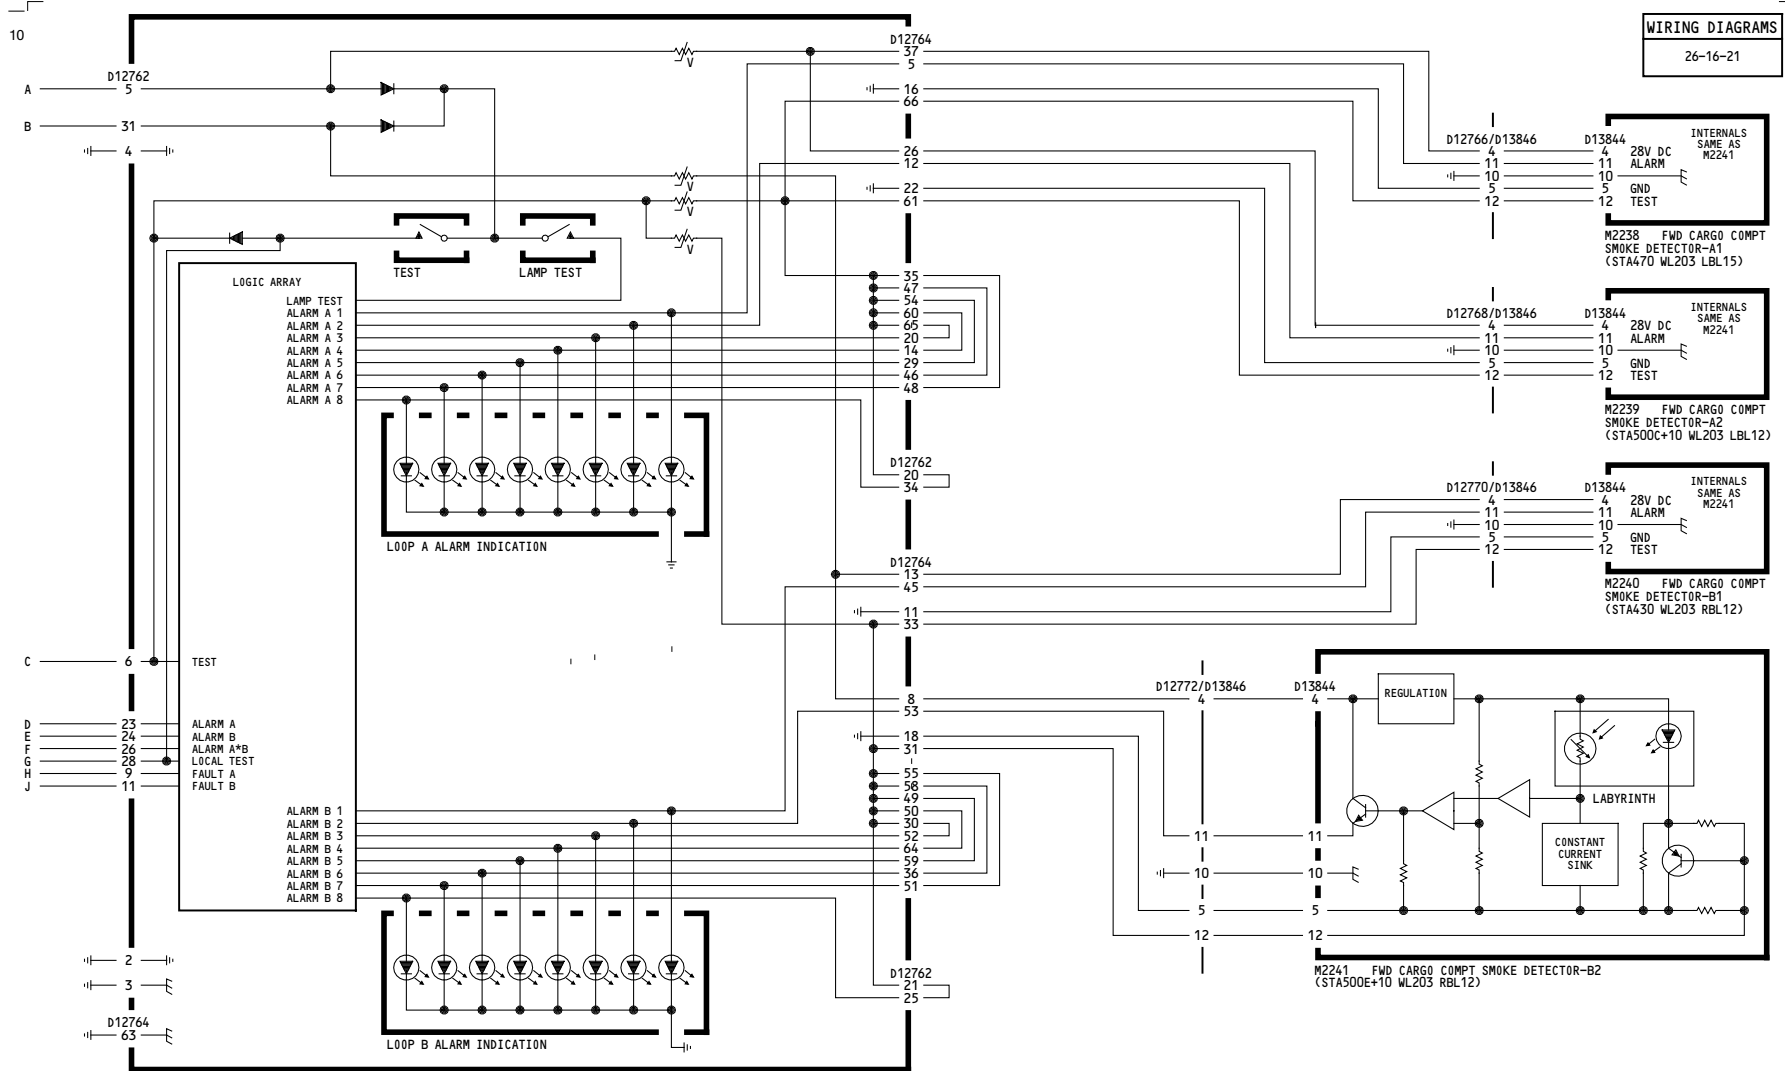 10
WIRING DIAGRAMS
26-16-21
D12762
A 5
B 31
4
D12764
37
5
16
66
26
12
22
61
V
V
V
V
TEST
LAMP TEST
LOGIC ARRAY
LAMP TEST
ALARM A 1
ALARM A 2
ALARM A 3
ALARM A 4
ALARM A 5
ALARM A 6
ALARM A 7
ALARM A 8
35
47
54
60
65
20
14
29
46
48
D12762
20
34
LOOP A ALARM INDICATION
D12764
13
45
11
33
C 6 TEST
D 23 ALARM A
E 24 ALARM B
F 26 ALARM A*B
G 28 LOCAL TEST
H 9 FAULT A
J 11 FAULT B
8
53
18
31
55
58
49
50
30
52
64
59
36
51
ALARM B 1
ALARM B 2
ALARM B 3
ALARM B 4
ALARM B 5
ALARM B 6
ALARM B 7
ALARM B 8
D12762
21
25
LOOP B ALARM INDICATION
2
3
D12764
63
D12766/D13846 D13844
4 4 28V DC
11 11 ALARM
10 10
5 5 GND
12 12 TEST
INTERNALS
SAME AS
M2241
M2238 FWD CARGO COMPT
SMOKE DETECTOR-A1
(STA470 WL203 LBL15)
D12768/D13846 D13844
4 4 28V DC
11 11 ALARM
10 10
5 5 GND
12 12 TEST
INTERNALS
SAME AS
M2241
M2239 FWD CARGO COMPT
SMOKE DETECTOR-A2
(STA500C+10 WL203 LBL12)
D12770/D13846 D13844
4 4 28V DC
11 11 ALARM
10 10
5 5 GND
12 12 TEST
INTERNALS
SAME AS
M2241
M2240 FWD CARGO COMPT
SMOKE DETECTOR-B1
(STA430 WL203 RBL12)
D12772/D13846 D13844
4 4
11 11
10 10
5 5
12 12
REGULATION
LABYRINTH
CONSTANT
CURRENT
SINK
M2241 FWD CARGO COMPT SMOKE DETECTOR-B2
(STA500E+10 WL203 RBL12)